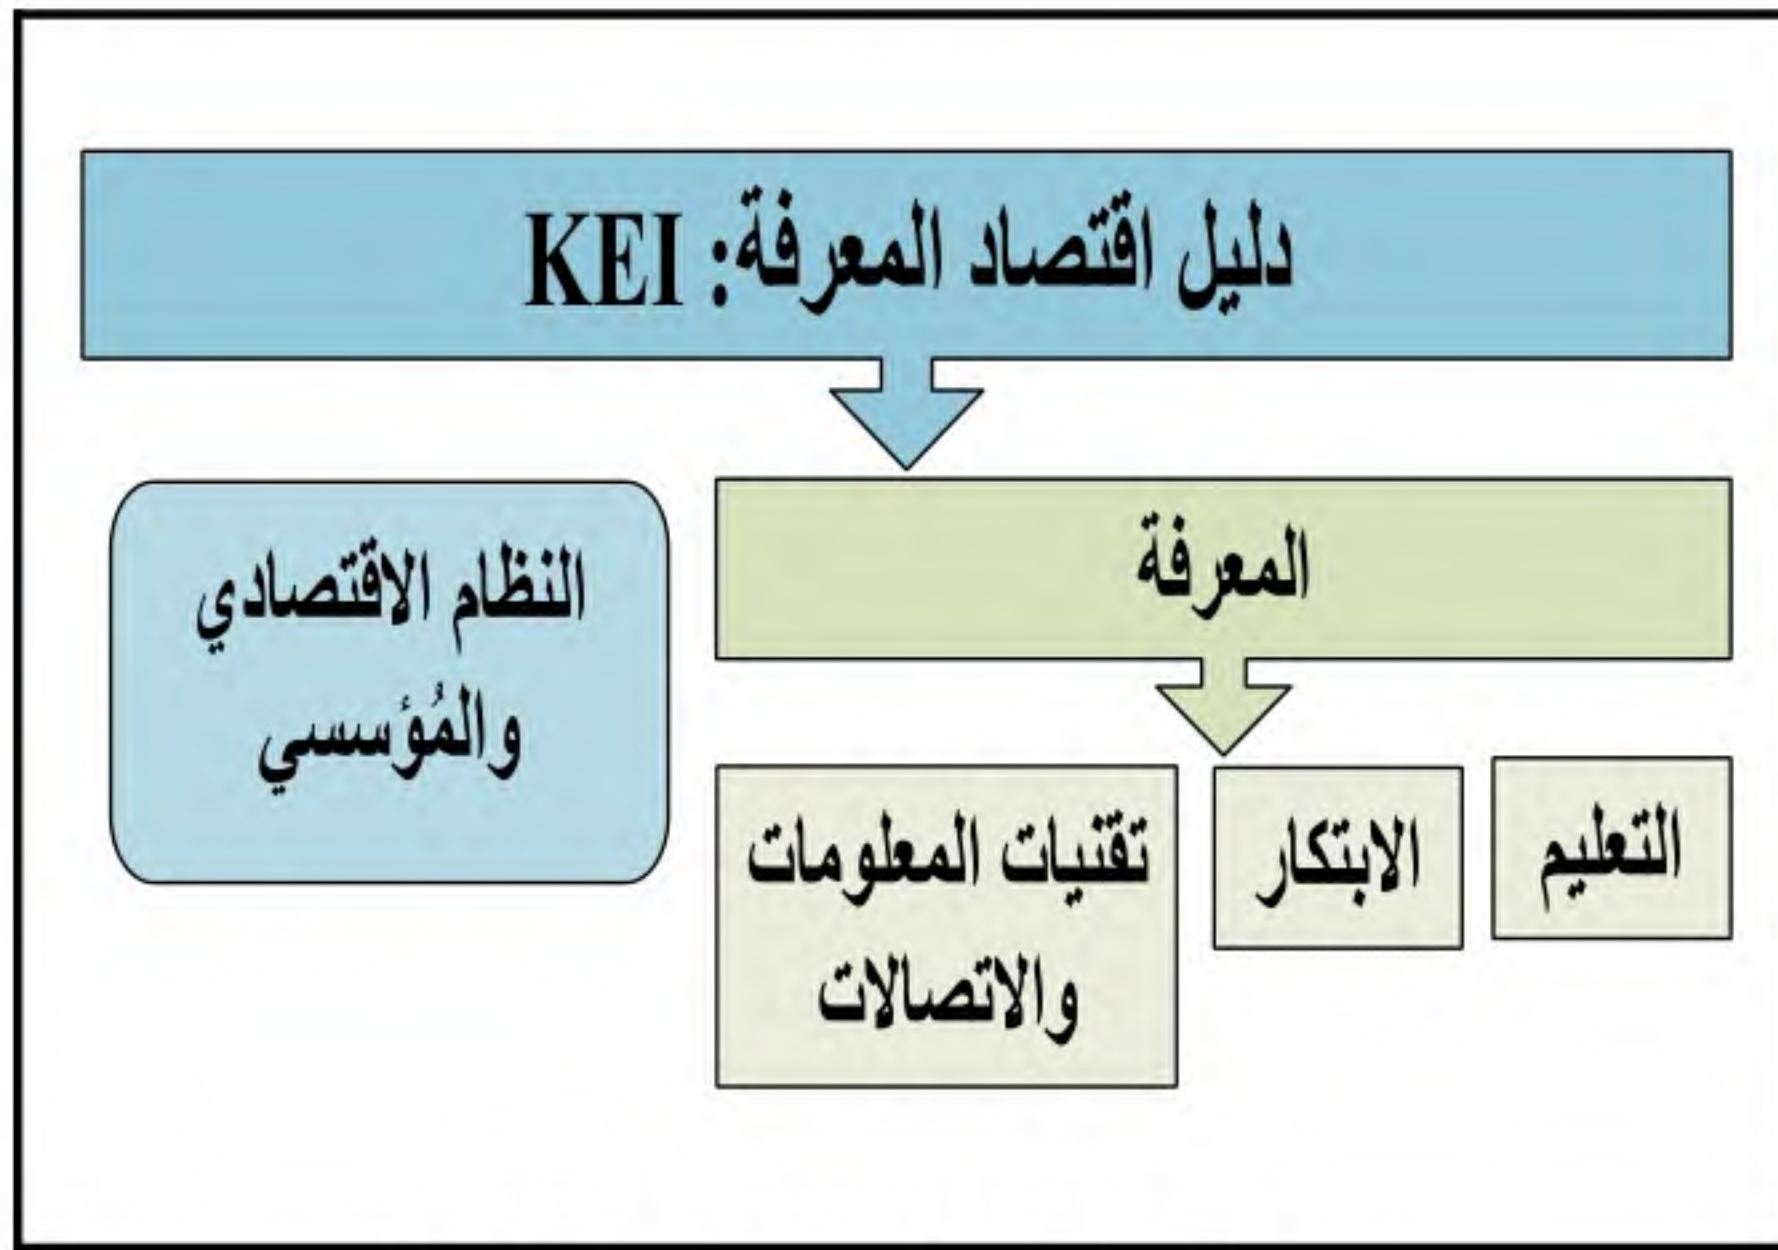 دليل اقتصاد المعرفة: KEI
المعرفة
النظام الاقتصادي
والمُؤسسي
التعليم
الابتكار
تقنيات المعلومات
والاتصالات